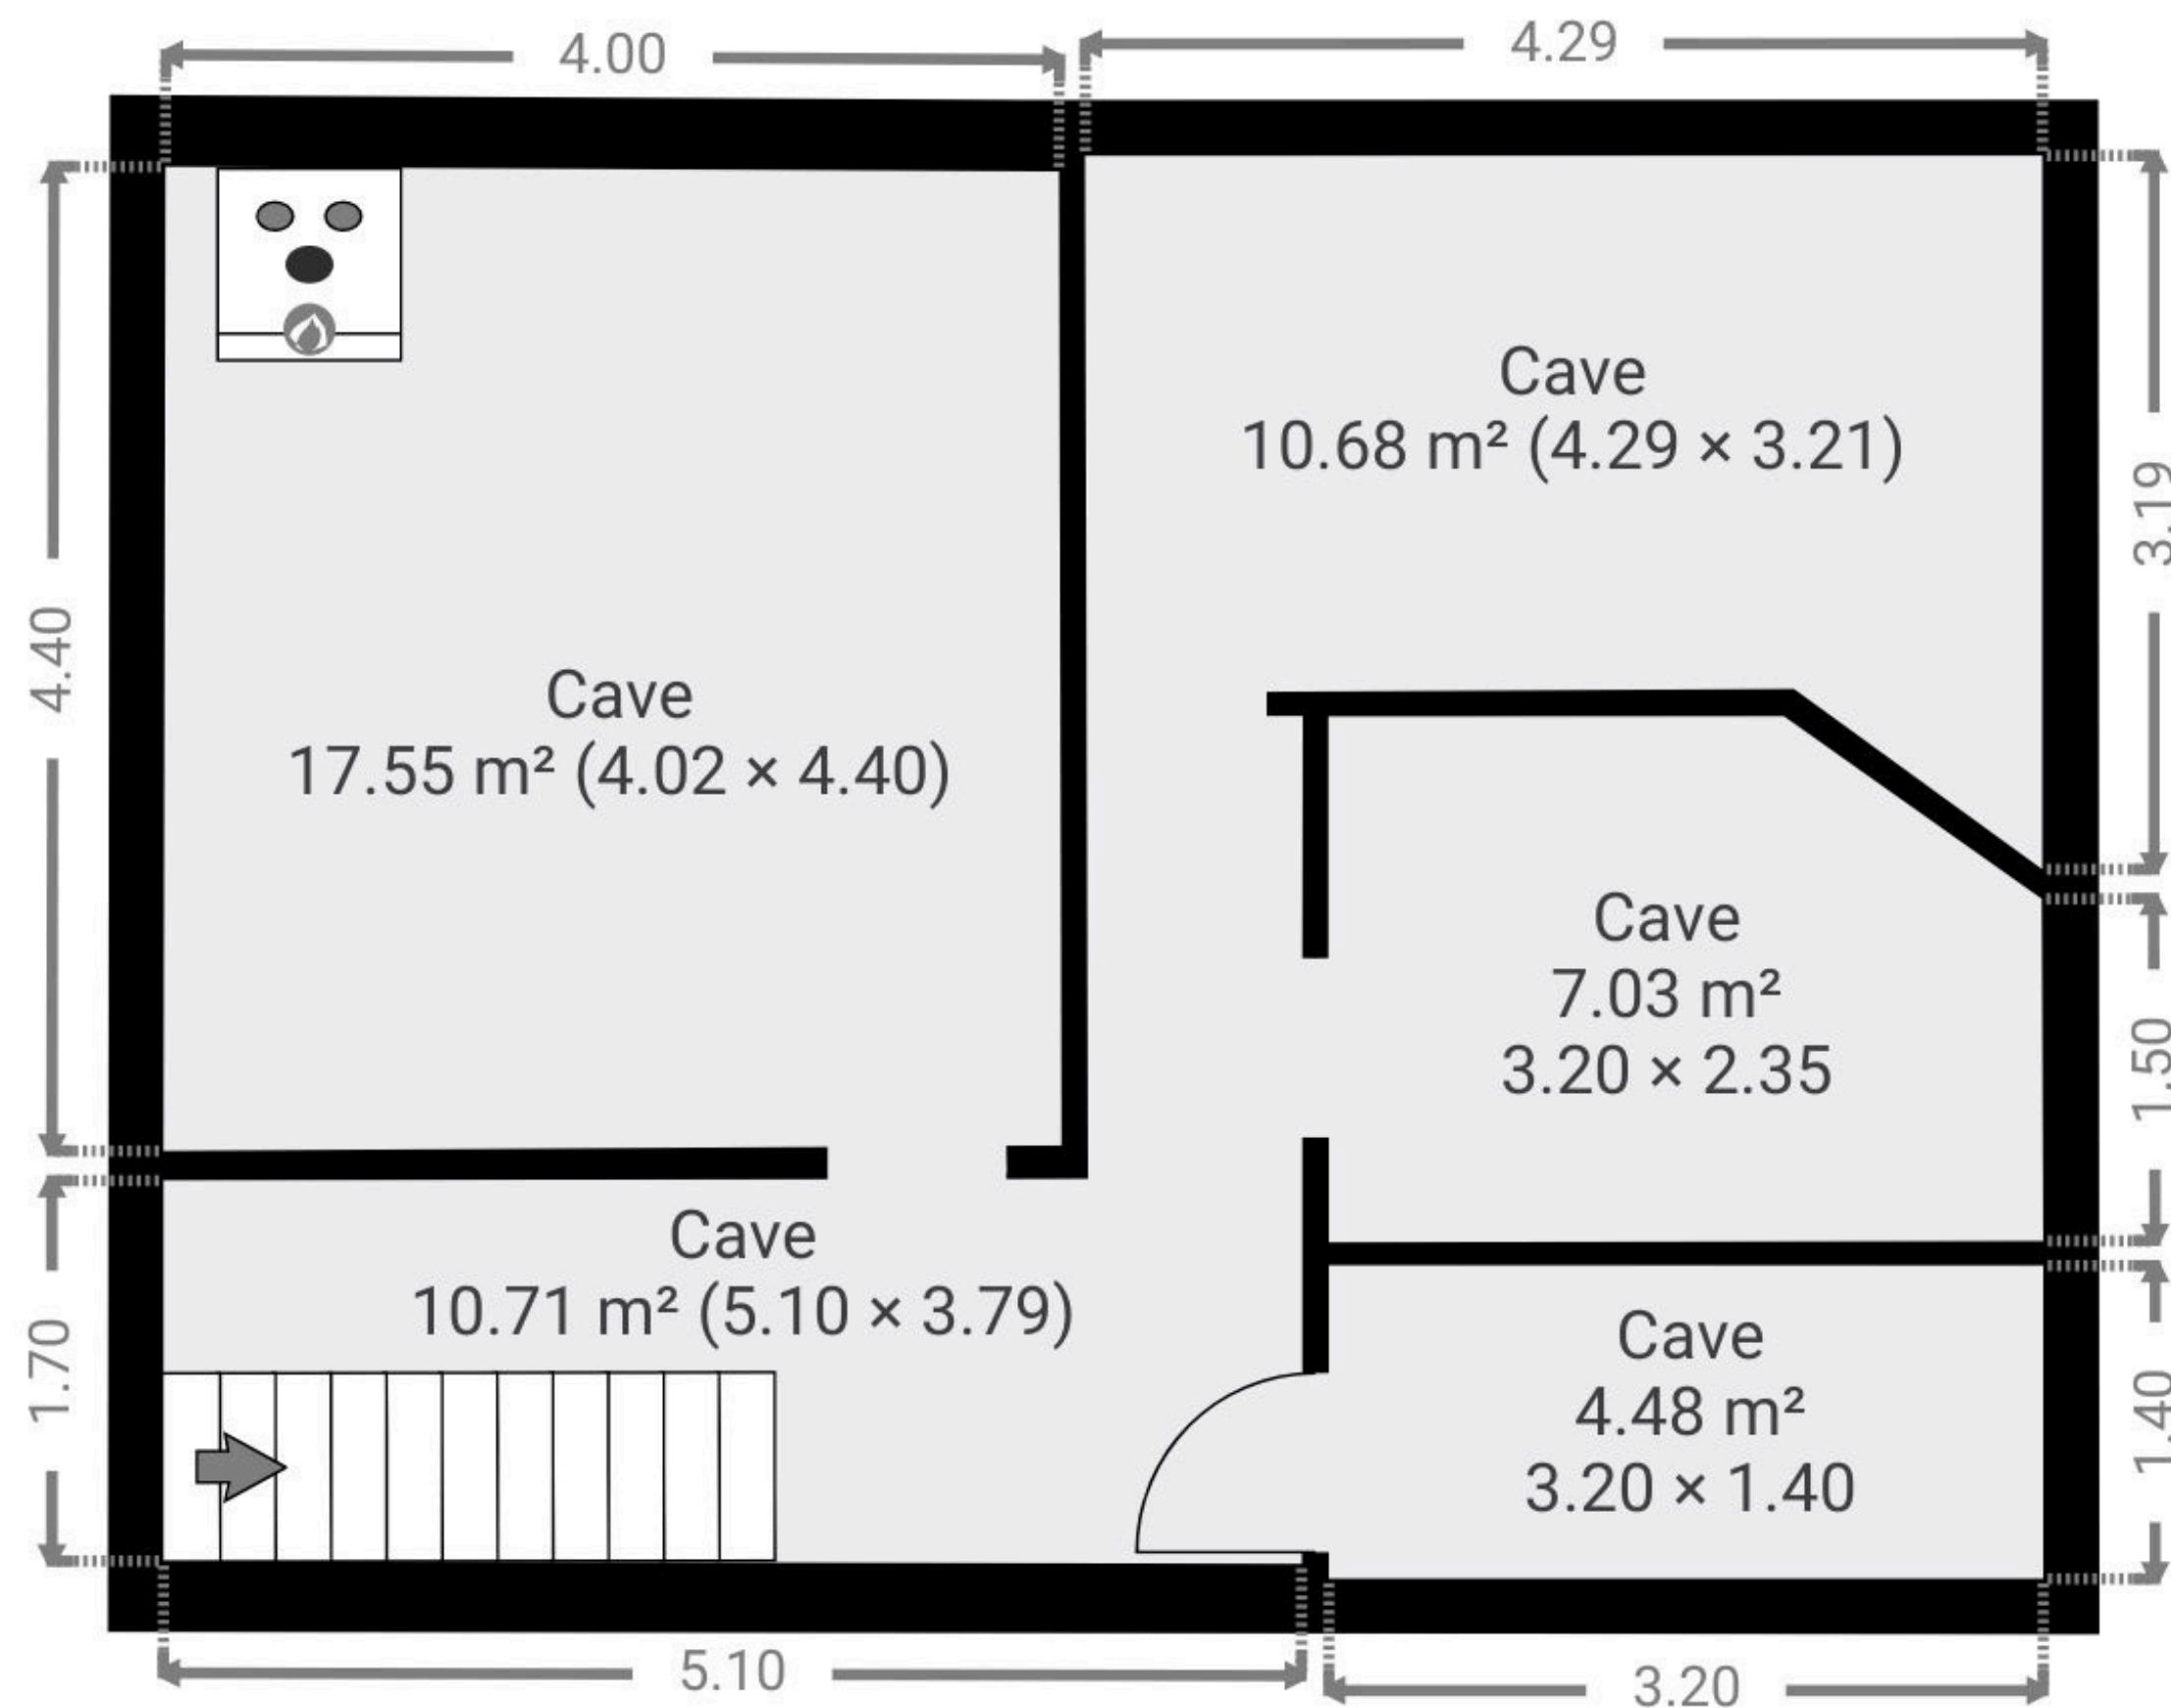 4.00
4.29
Cave
10.68 m² (4.29 × 3.21)
3.19
4.40
Cave
17.55 m² (4.02 × 4.40)
Cave
7.03 m²
3.20 × 2.35
1.50
Cave
10.71 m² (5.10 × 3.79)
1.70
Cave
4.48 m²
3.20 × 1.40
1.40
5.10
3.20